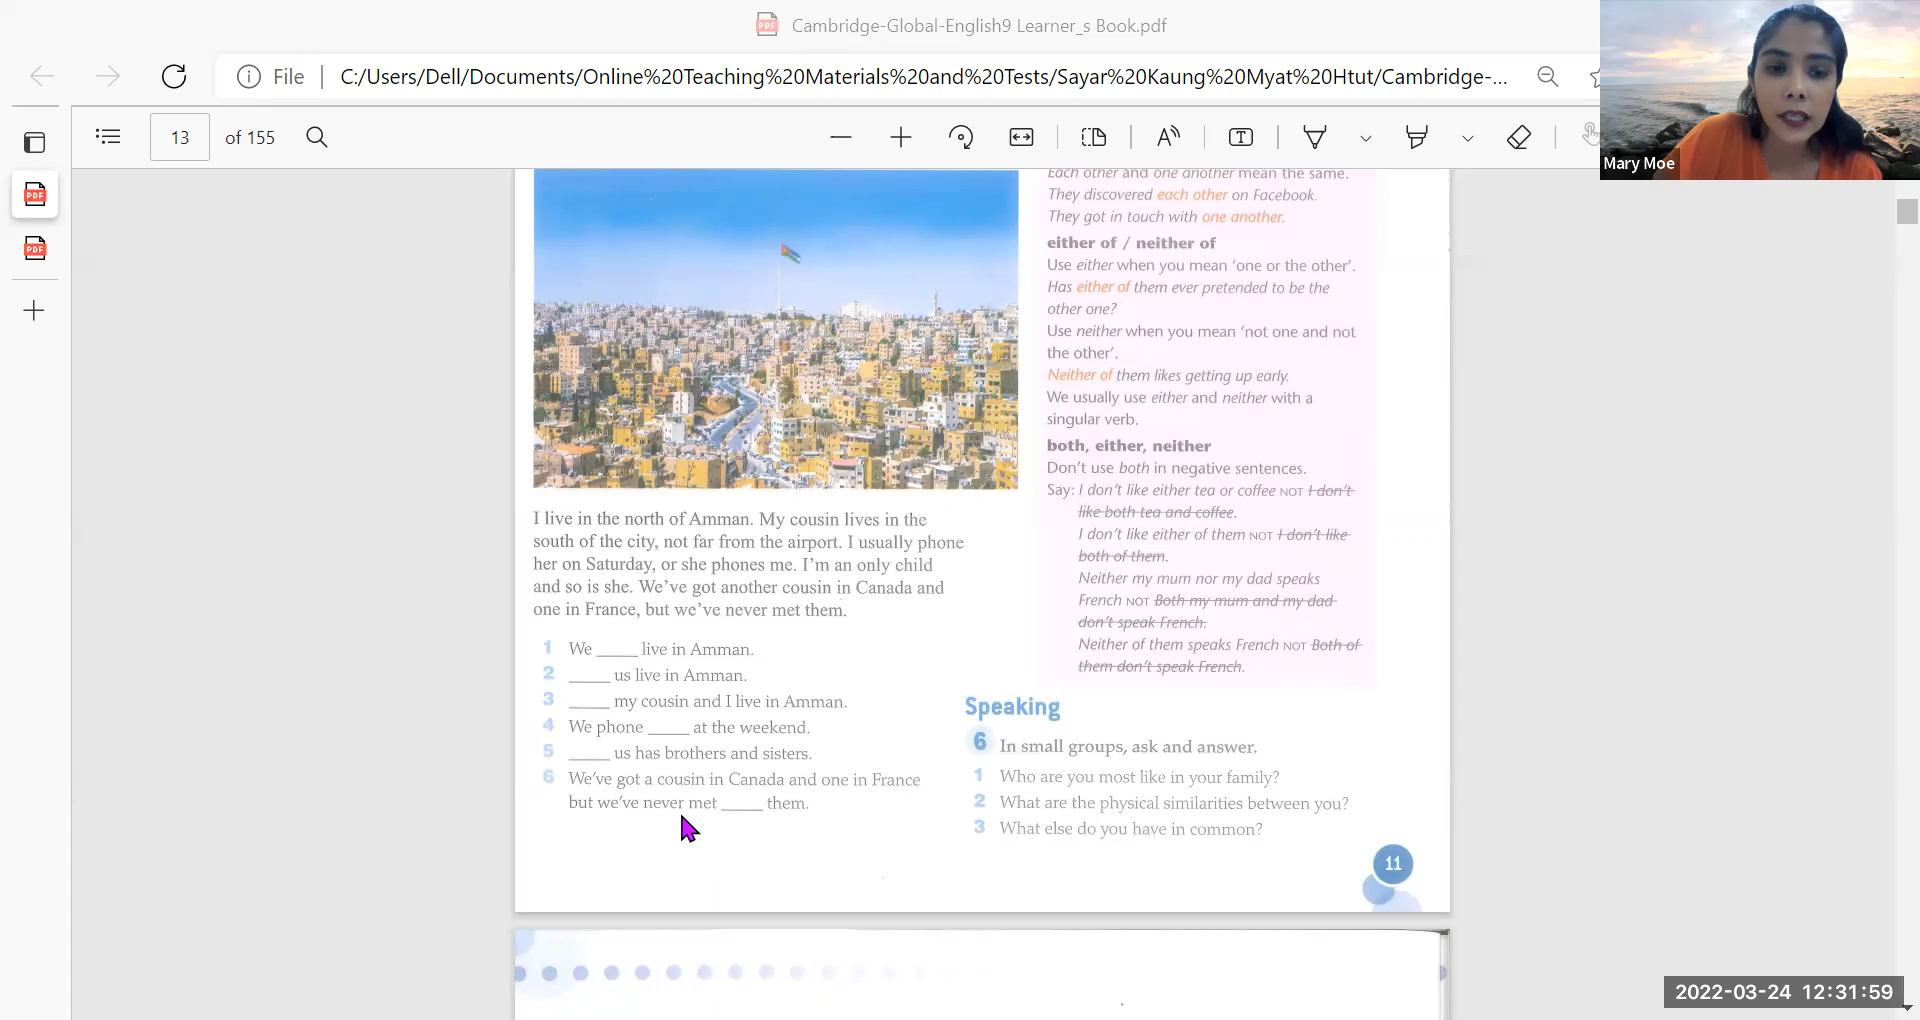 Cambridge-Global-English9 Learner_s Book.pdf
File
C:/Users/Dell/Documents/Online%20Teaching%20Materials%20and%20Tests/Sayar%20Kaung%20Myat%20Htut/Cambridge-...
13 of 155
Mary Moe
I live in the north of Amman. My cousin lives in the
south of the city, not far from the airport. I usually phone
her on Saturday, or she phones me. I'm an only child
and so is she. We've got another cousin in Canada and
one in France, but we've never met them.
1 We _____ live in Amman.
2 _____ us live in Amman.
3 _____ my cousin and I live in Amman.
4 We phone _____ at the weekend.
5 _____ us has brothers and sisters.
6 We've got a cousin in Canada and one in France
but we've never met _____ them.
Each other and one another mean the same.
They discovered each other on Facebook.
They got in touch with one another.
either of / neither of
Use either when you mean 'one or the other'.
Has either of them ever pretended to be the
other one?
Use neither when you mean 'not one and not
the other'.
Neither of them likes getting up early.
We usually use either and neither with a
singular verb.
both, either, neither
Don't use both in negative sentences.
Say: I don't like either tea or coffee NOT I don't
like both tea and coffee.
I don't like either of them NOT I don't like
both of them.
Neither my mum nor my dad speaks
French NOT Both my mum and my dad
don't speak French.
Neither of them speaks French NOT Both of
them don't speak French.
Speaking
6 In small groups, ask and answer.
1 Who are you most like in your family?
2 What are the physical similarities between you?
3 What else do you have in common?
11
2022-03-24 12:31:59